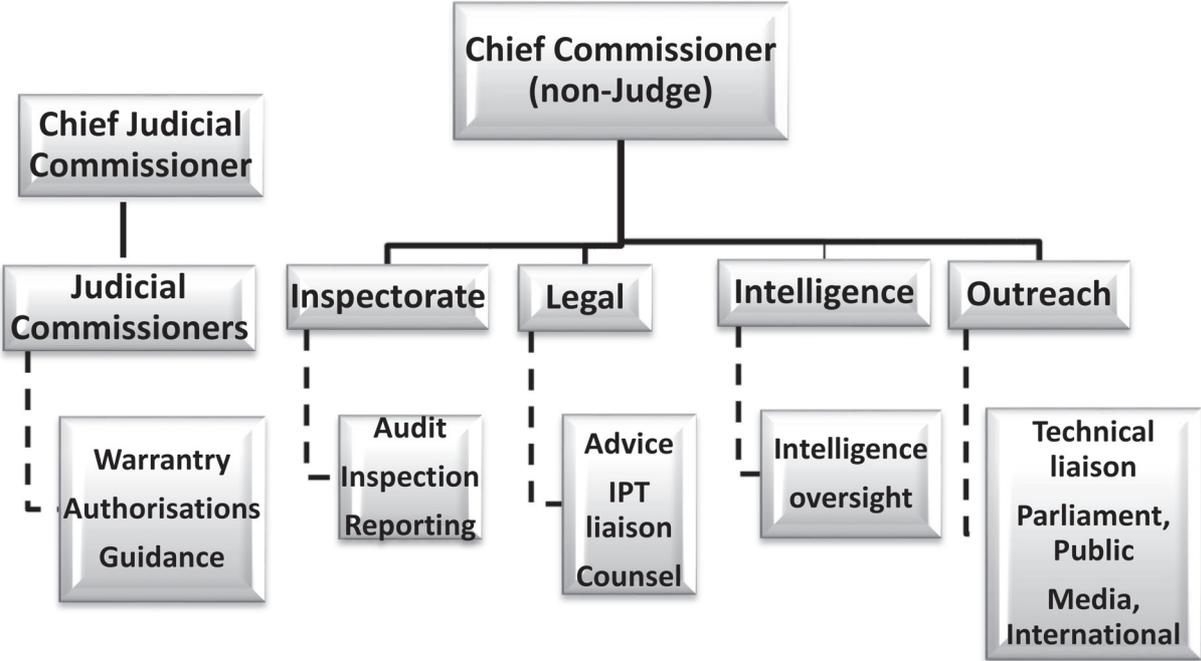 Chief Commissioner
(non-Judge)
Chief Judicial
Commissioner
Judicial
Commissioners
Inspectorate
Legal
Intelligence
Outreach
Warrantry
Authorisations
Guidance
Audit
Inspection
Reporting
Advice
IPT
liaison
Counsel
Intelligence
oversight
Technical
liaison
Parliament,
Public
Media,
International